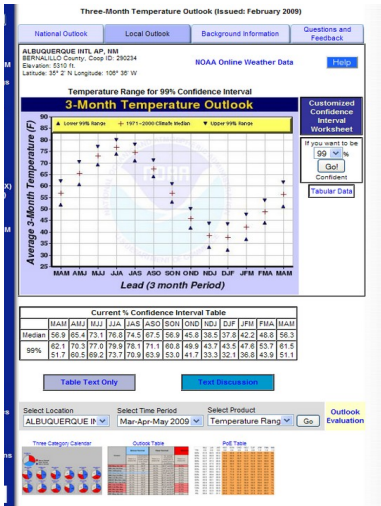 Three-Month Temperature Outlook (Issued: February 2009)
National Outlook
Local Outlook
Background Information
Questions and
Feedback
ALBUQUERQUE INTL AP, NM
BERNALILLO County, Coop ID: 290234
Elevation: 5310 ft.
Latitude: 35° 2' N Longitude: 106° 36' W
NOAA Online Weather Data
Help
Temperature Range for 99% Confidence Interval
3-Month Temperature Outlook
Lower 99% Range
1971-2000 Climate Median
Upper 99% Range
Average 3-Month Temperature (F)
90
85
80
75
70
65
60
55
50
45
40
35
30
25
MAM AMJ MJJ JJA JAS ASO SON OND NDJ DJF JFM FMA MAM
Lead (3 month Period)
Customized
Confidence
Interval
Worksheet
If you want to be
99 %
Go!
Confident
Tabular Data
Current % Confidence Interval Table
MAM AMJ MJJ JJA JAS ASO SON OND NDJ DJF JFM FMA MAM
Median 56.9 65.4 73.1 76.8 74.5 67.5 56.9 45.8 38.5 37.8 42.2 48.8 56.3
99%
62.1 70.3 77.0 79.9 78.1 71.1 60.8 49.9 43.7 43.5 47.6 53.7 61.5
51.7 60.5 69.2 73.7 70.9 63.9 53.0 41.7 33.3 32.1 36.8 43.9 51.1
Table Text Only
Text Discussion
Select Location
ALBUQUERQUE IN
Select Time Period
Mar-Apr-May 2009
Select Product
Temperature Rang
Go
Outlook
Evaluation
Three Category Calendar
Outlook Table
PoE Table